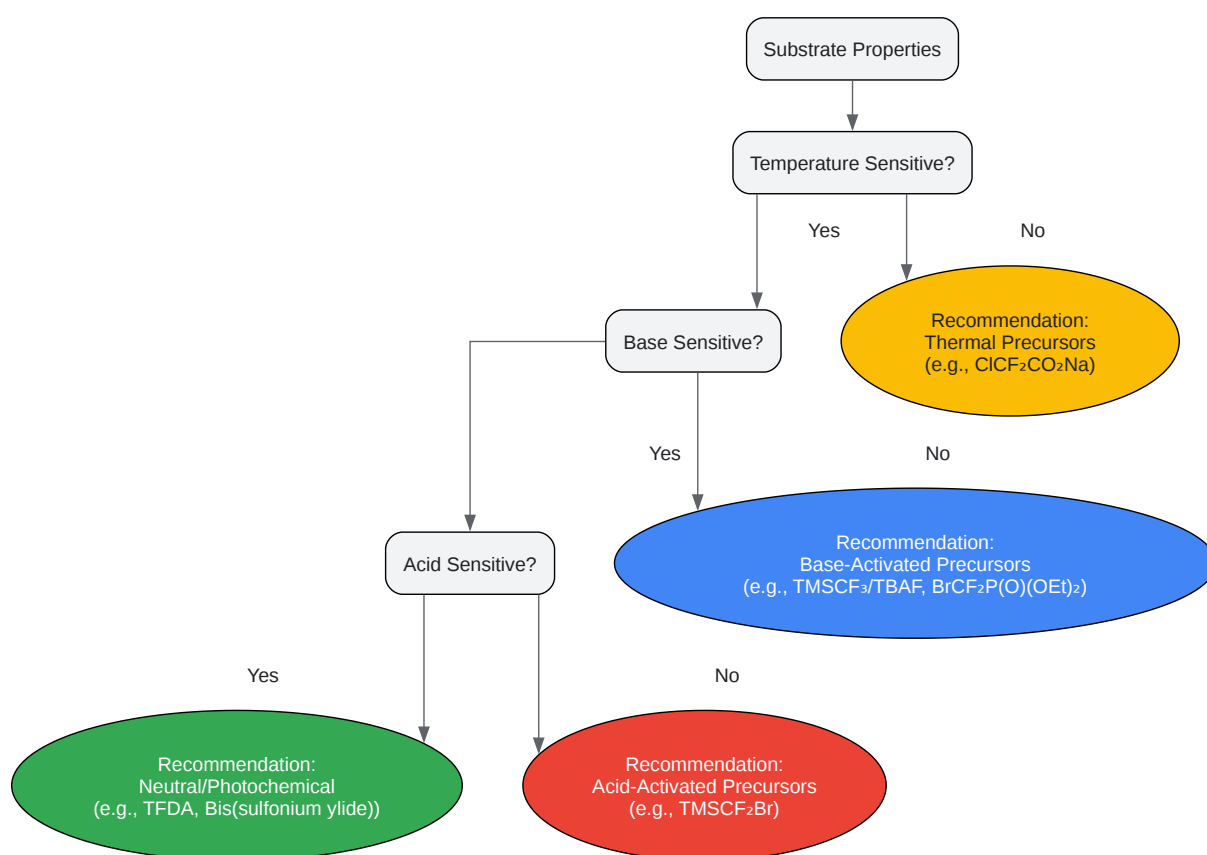 Substrate Properties
Temperature Sensitive?
Yes
No
Recommendation:
Thermal Precursors
(e.g., ClCF₂CO₂Na)
Base Sensitive?
Yes
No
Recommendation:
Base-Activated Precursors
(e.g., TMSCF₃/TBAF, BrCF₂P(O)(OEt)₂)
Acid Sensitive?
Yes
No
Recommendation:
Neutral/Photochemical
(e.g., TFDA, Bis(sulfonium ylide))
Recommendation:
Acid-Activated Precursors
(e.g., TMSCF₂Br)